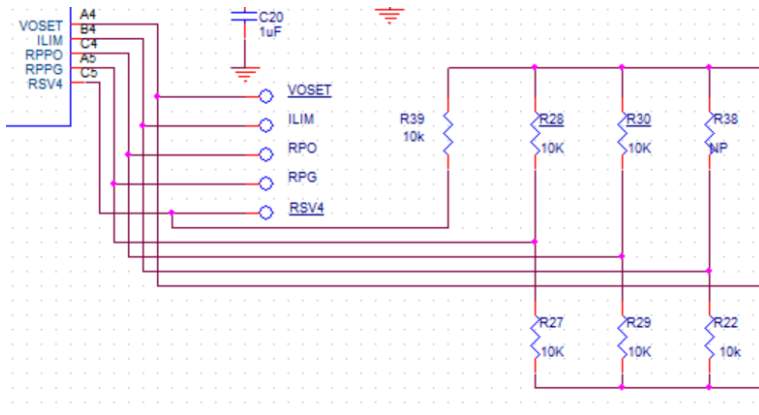 A4
VOSET
B4
ILIM
C4
RPPO
A5
RPPG
C5
RSV4
C20
1uF
VOSET
ILIM
RPO
RPG
RSV4
R39
10k
R28
10K
R30
10K
R38
NP
R27
10K
R29
10K
R22
10k